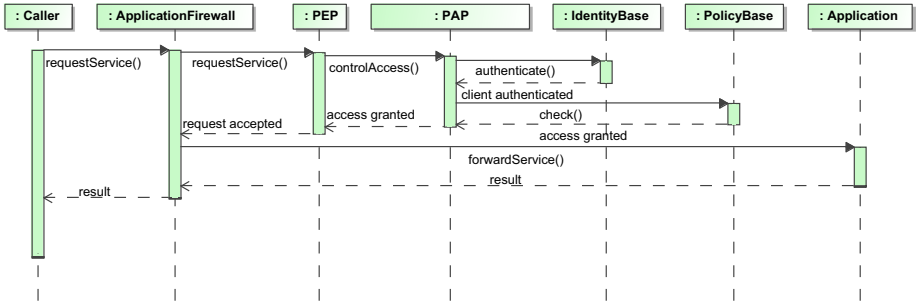 : Caller
: ApplicationFirewall
: PEP
: PAP
: IdentityBase
: PolicyBase
: Application
requestService()
requestService()
controlAccess()
authenticate()
client authenticated
check()
access granted
request accepted
access granted
forwardService()
result
result